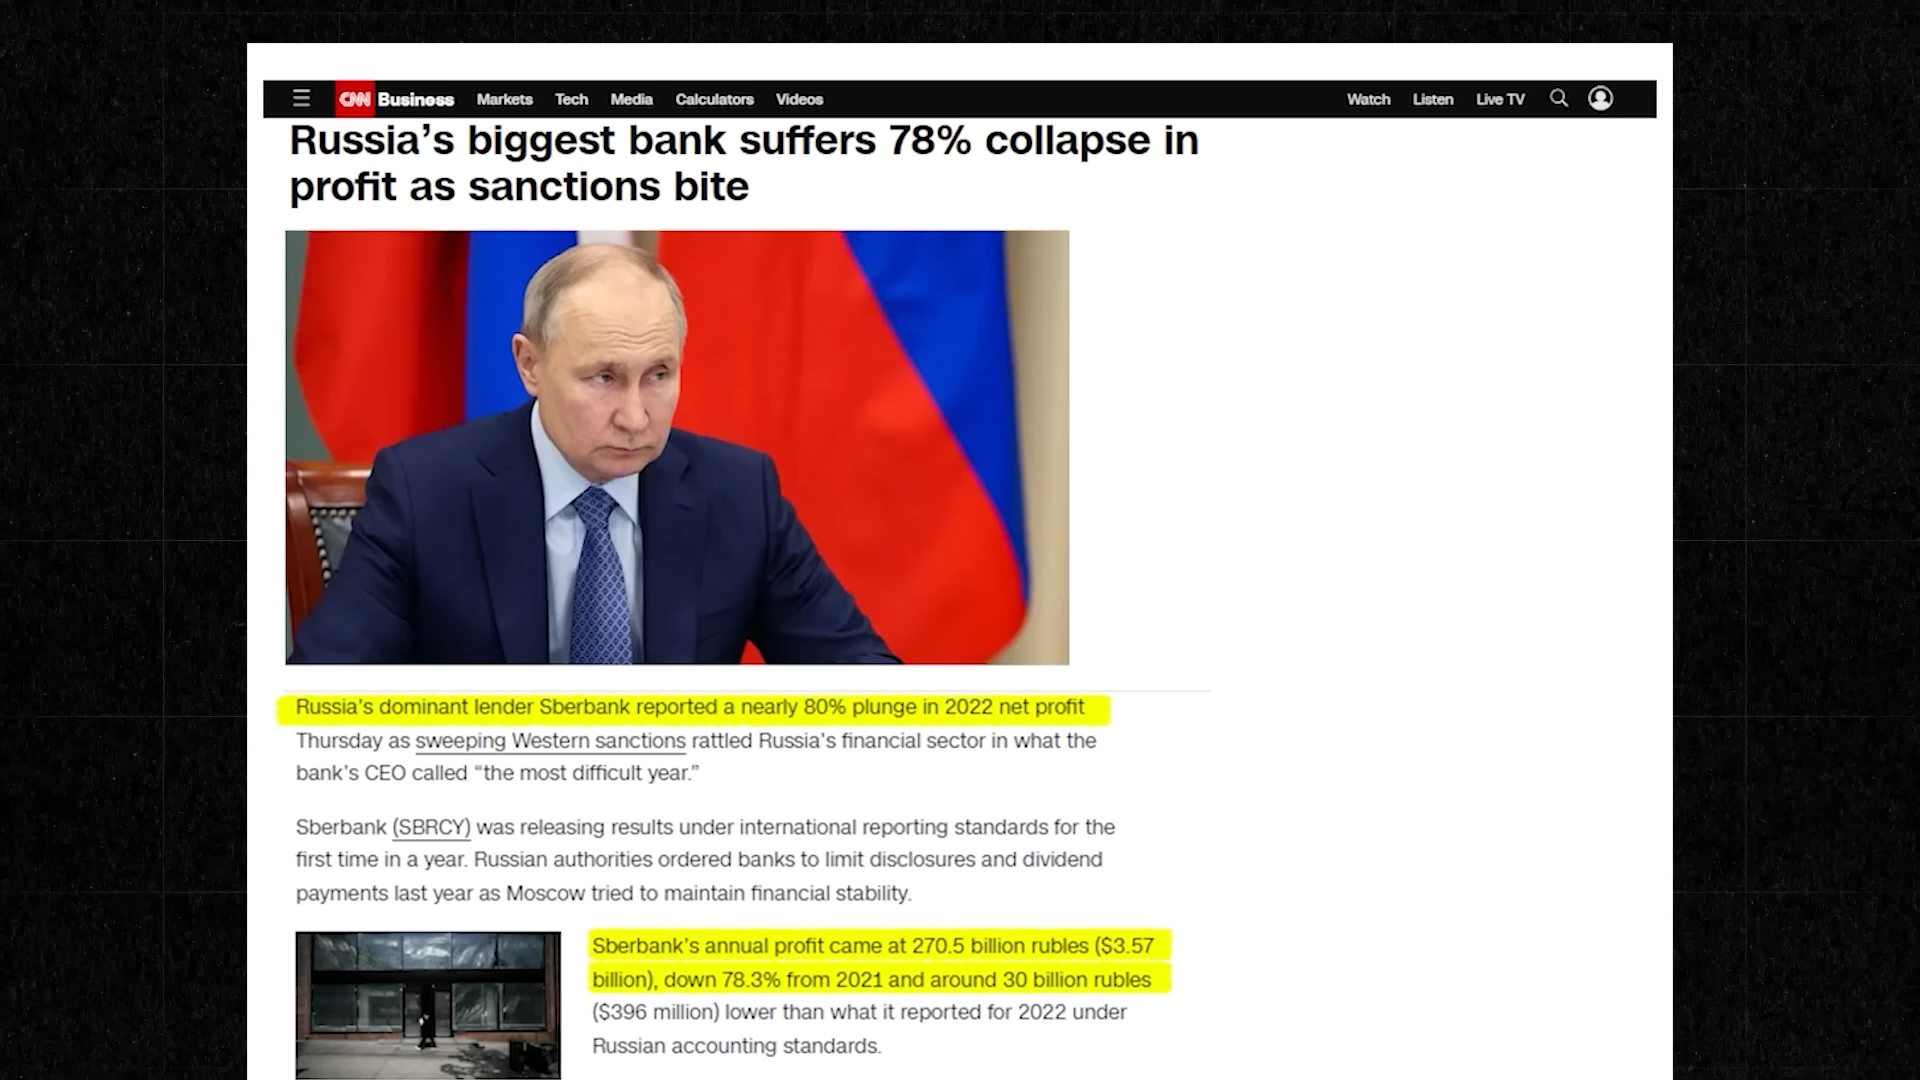 CNN Business Markets Tech Media Calculators Videos Watch Listen Live TV
Russia’s biggest bank suffers 78% collapse in
profit as sanctions bite
Russia’s dominant lender Sberbank reported a nearly 80% plunge in 2022 net profit
Thursday as sweeping Western sanctions rattled Russia’s financial sector in what the
bank’s CEO called “the most difficult year.”
Sberbank (SBRCY) was releasing results under international reporting standards for the
first time in a year. Russian authorities ordered banks to limit disclosures and dividend
payments last year as Moscow tried to maintain financial stability.
Sberbank’s annual profit came at 270.5 billion rubles ($3.57
billion), down 78.3% from 2021 and around 30 billion rubles
($396 million) lower than what it reported for 2022 under
Russian accounting standards.